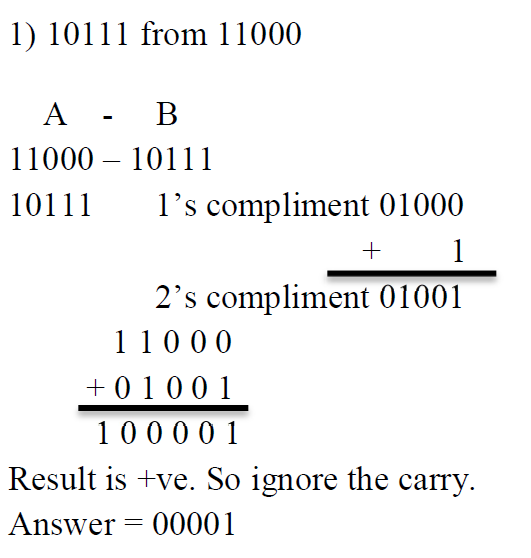 1) 10111 from 11000
A - B
11000 – 10111
10111 1’s compliment 01000
+ 1
2’s compliment 01001
1 1 0 0 0
+ 0 1 0 0 1
1 0 0 0 0 1
Result is +ve. So ignore the carry.
Answer = 00001